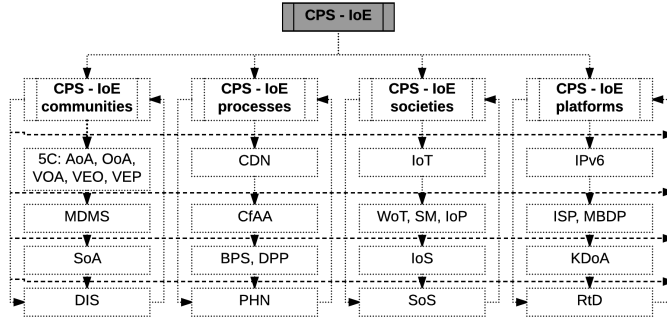 CPS - IoE
CPS - IoE
communities
CPS - IoE
processes
CPS - IoE
societies
CPS - IoE
platforms
5C: AoA, OoA,
VOA, VEO, VEP
CDN
IoT
IPv6
MDMS
CfAA
WoT, SM, IoP
ISP, MBDP
SoA
BPS, DPP
IoS
KDoA
DIS
PHN
SoS
RtD